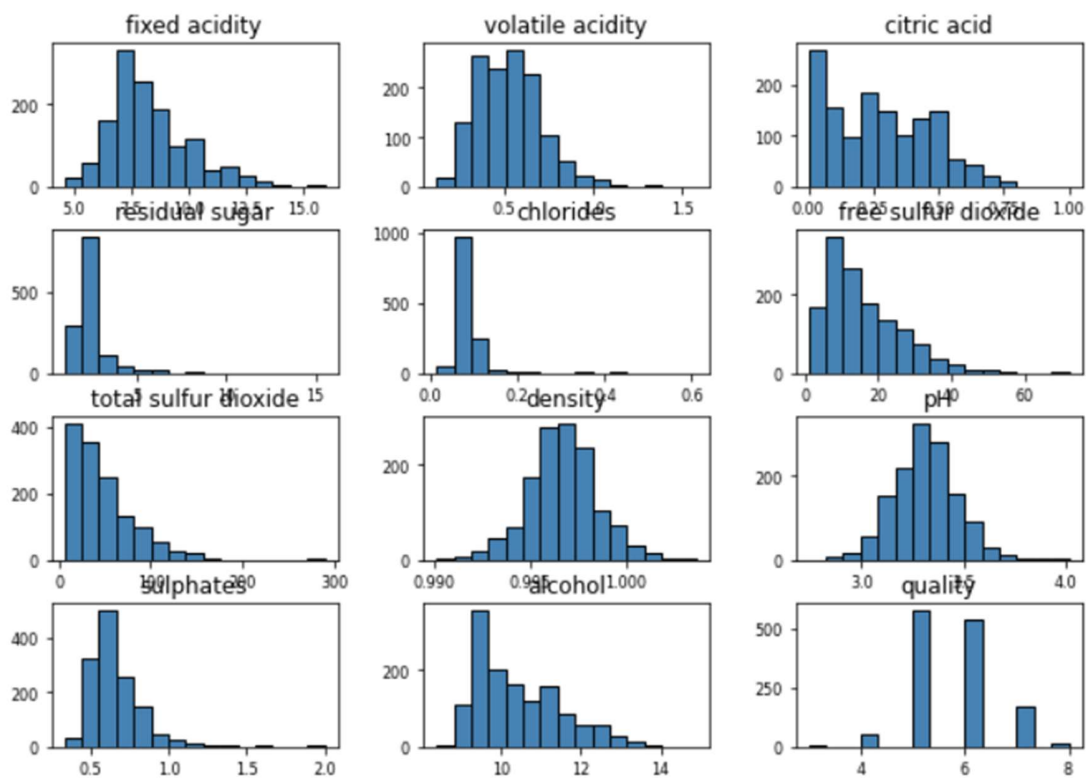 fixed acidity volatile acidity citric acid
200 200 200
100 100
0 0 0
5.0 7.5 10.0 15.0 0.5 1.0 1.5 0.00 0.25 0.50 0.75 1.00
residual sugar chlorides free sulfur dioxide
1000
500 500 200
0 0 0
5 10 15 0.0 0.2 0.4 0.6 0 20 40 60
total sulfur dioxide density pH
400
200 200 200
0 0 0
0 100 200 300 0.990 0.995 1.000 3.0 3.5 4.0
sulphates alcohol quality
400 500
200 200 250
0 0 0
0.5 1.0 1.5 2.0 10 12 14 4 6 8